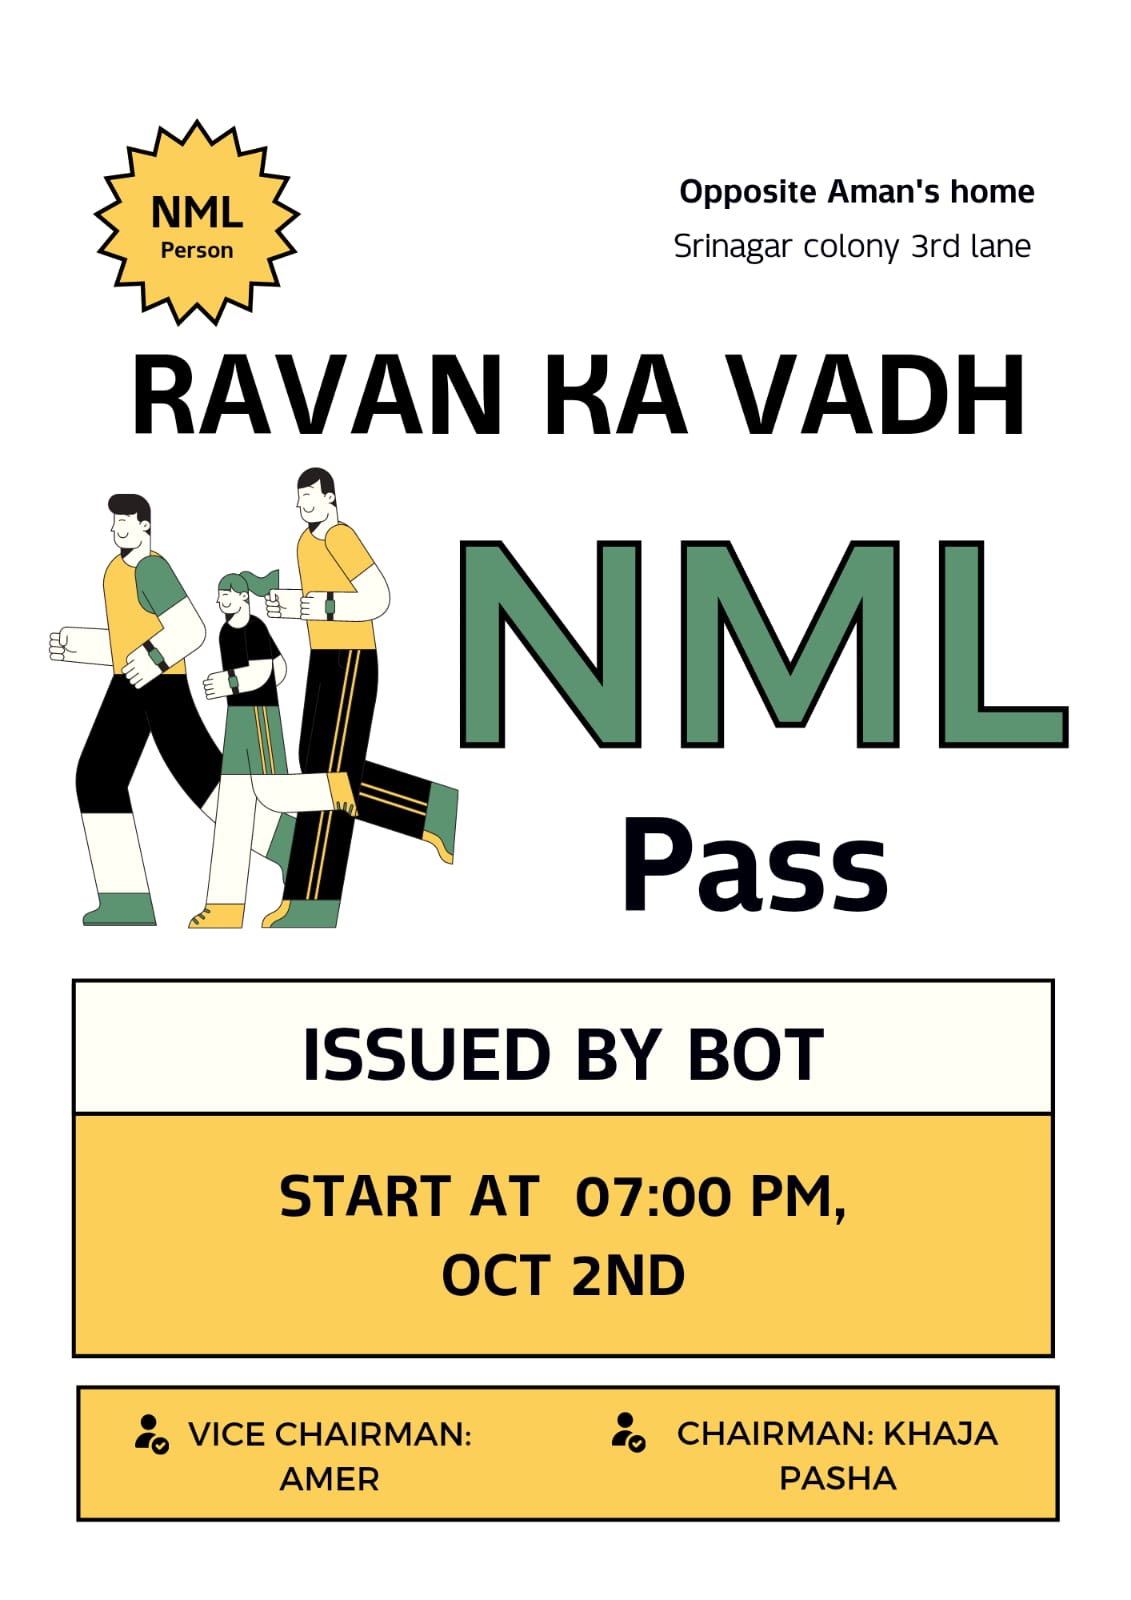 NML
Person
Opposite Aman's home
Srinagar colony 3rd lane
RAVAN KA VADH
NML
Pass
ISSUED BY BOT
START AT 07:00 PM,
OCT 2ND
VICE CHAIRMAN:
AMER
CHAIRMAN: KHAJA
PASHA